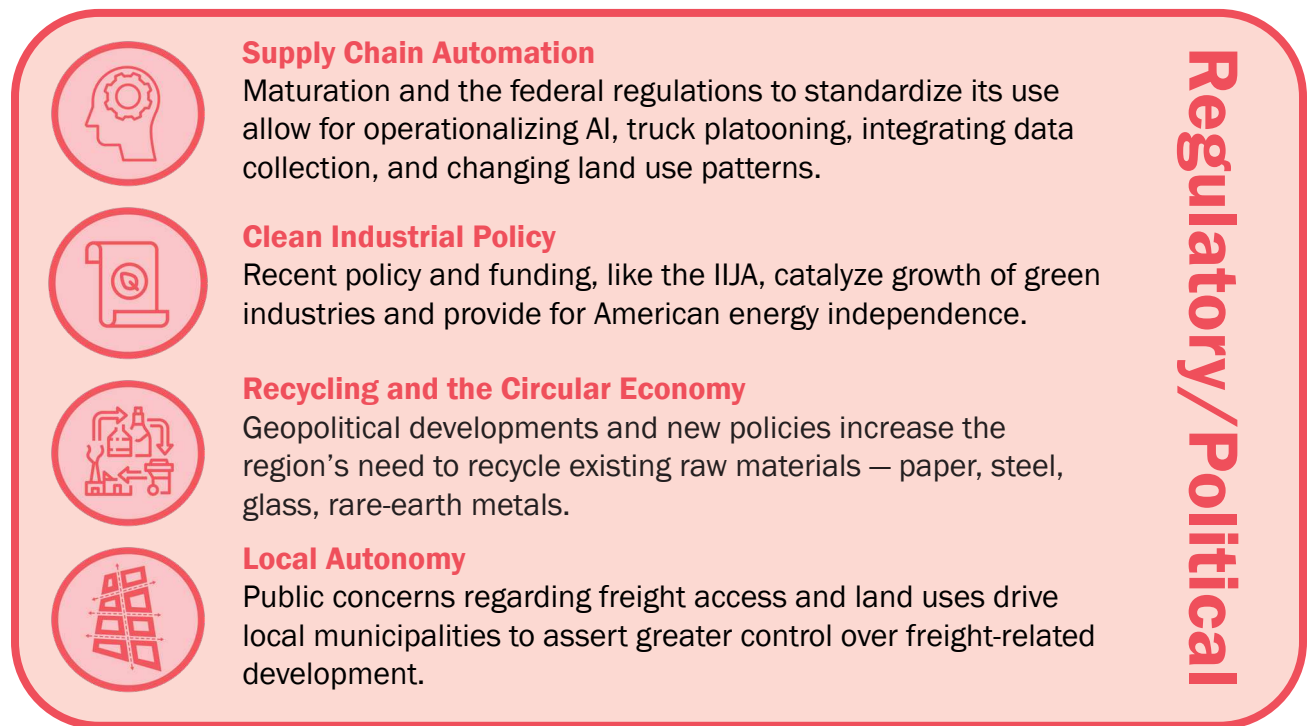 Supply Chain Automation
Maturation and the federal regulations to standardize its use
allow for operationalizing AI, truck platooning, integrating data
collection, and changing land use patterns.
Clean Industrial Policy
Recent policy and funding, like the IIJA, catalyze growth of green
industries and provide for American energy independence.
Recycling and the Circular Economy
Geopolitical developments and new policies increase the
region’s need to recycle existing raw materials — paper, steel,
glass, rare-earth metals.
Local Autonomy
Public concerns regarding freight access and land uses drive
local municipalities to assert greater control over freight-related
development.
Regulatory/Political